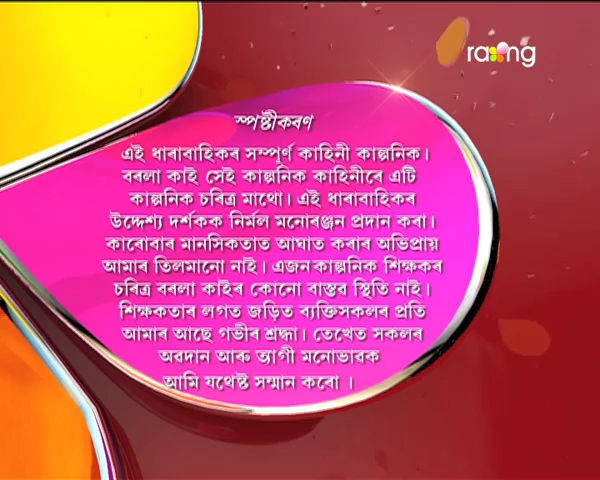 rang
স্পষ্টীকৰণ
এই ধাৰাবাহিকৰ সম্পূৰ্ণ কাহিনী কাল্পনিক।
বৰলা কাই সেই কাল্পনিক কাহিনীৰে এটি
কাল্পনিক চৰিত্ৰ মাথো। এই ধাৰাবাহিকৰ
উদ্দেশ্য দৰ্শকক নিৰ্মল মনোৰঞ্জন প্ৰদান কৰা।
কাৰোবাৰ মানসিকতাত আঘাত কৰাৰ অভিপ্ৰায়
আমাৰ তিলমানো নাই। এজন কাল্পনিক শিক্ষকৰ
চৰিত্ৰ বৰলা কাইৰ কোনো বাস্তৱ স্থিতি নাই।
শিক্ষকতাৰ লগত জড়িত ব্যক্তিসকলৰ প্ৰতি
আমাৰ আছে গভীৰ শ্ৰদ্ধা। তেখেত সকলৰ
অৱদান আৰু ত্যাগী মনোভাৱক
আমি যথেষ্ট সন্মান কৰো ।